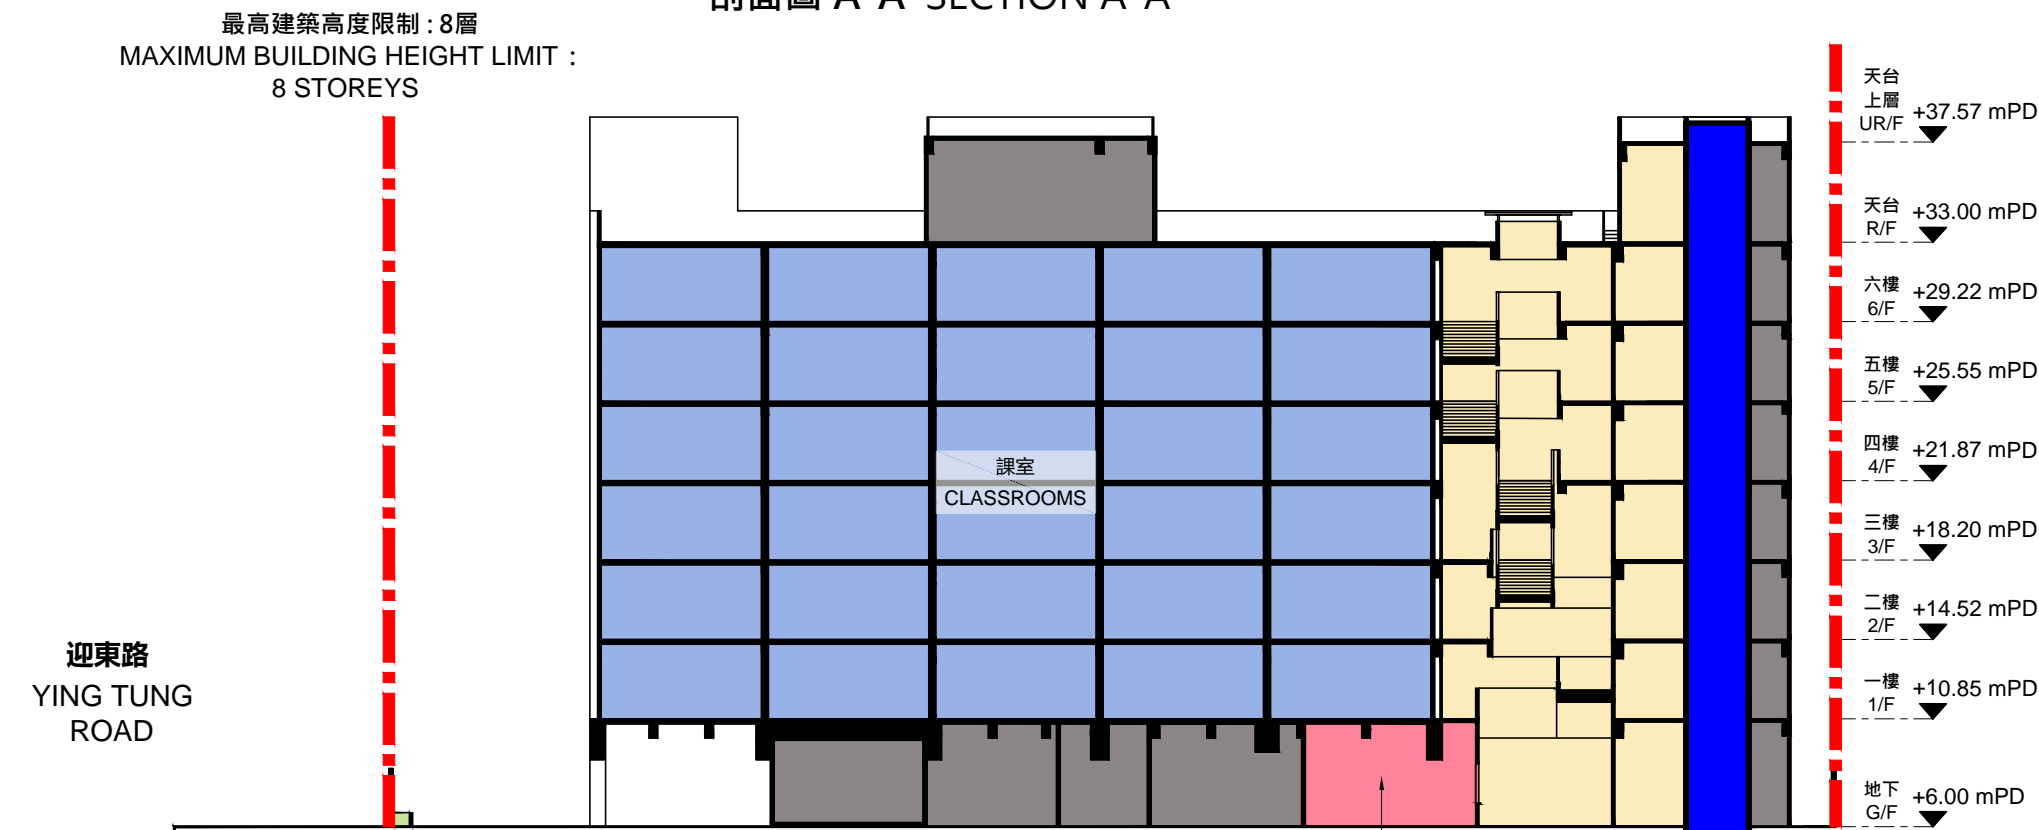 剖面圖 A-A SECTION A-A
最高建築高度限制 : 8層
MAXIMUM BUILDING HEIGHT LIMIT :
8 STOREYS
天台
上層
UR/F +37.57 mPD
天台
R/F +33.00 mPD
六樓
6/F +29.22 mPD
五樓
5/F +25.55 mPD
四樓
4/F +21.87 mPD
課室
CLASSROOMS
三樓
3/F +18.20 mPD
二樓
2/F +14.52 mPD
迎東路
YING TUNG
ROAD
一樓
1/F +10.85 mPD
地下
G/F +6.00 mPD